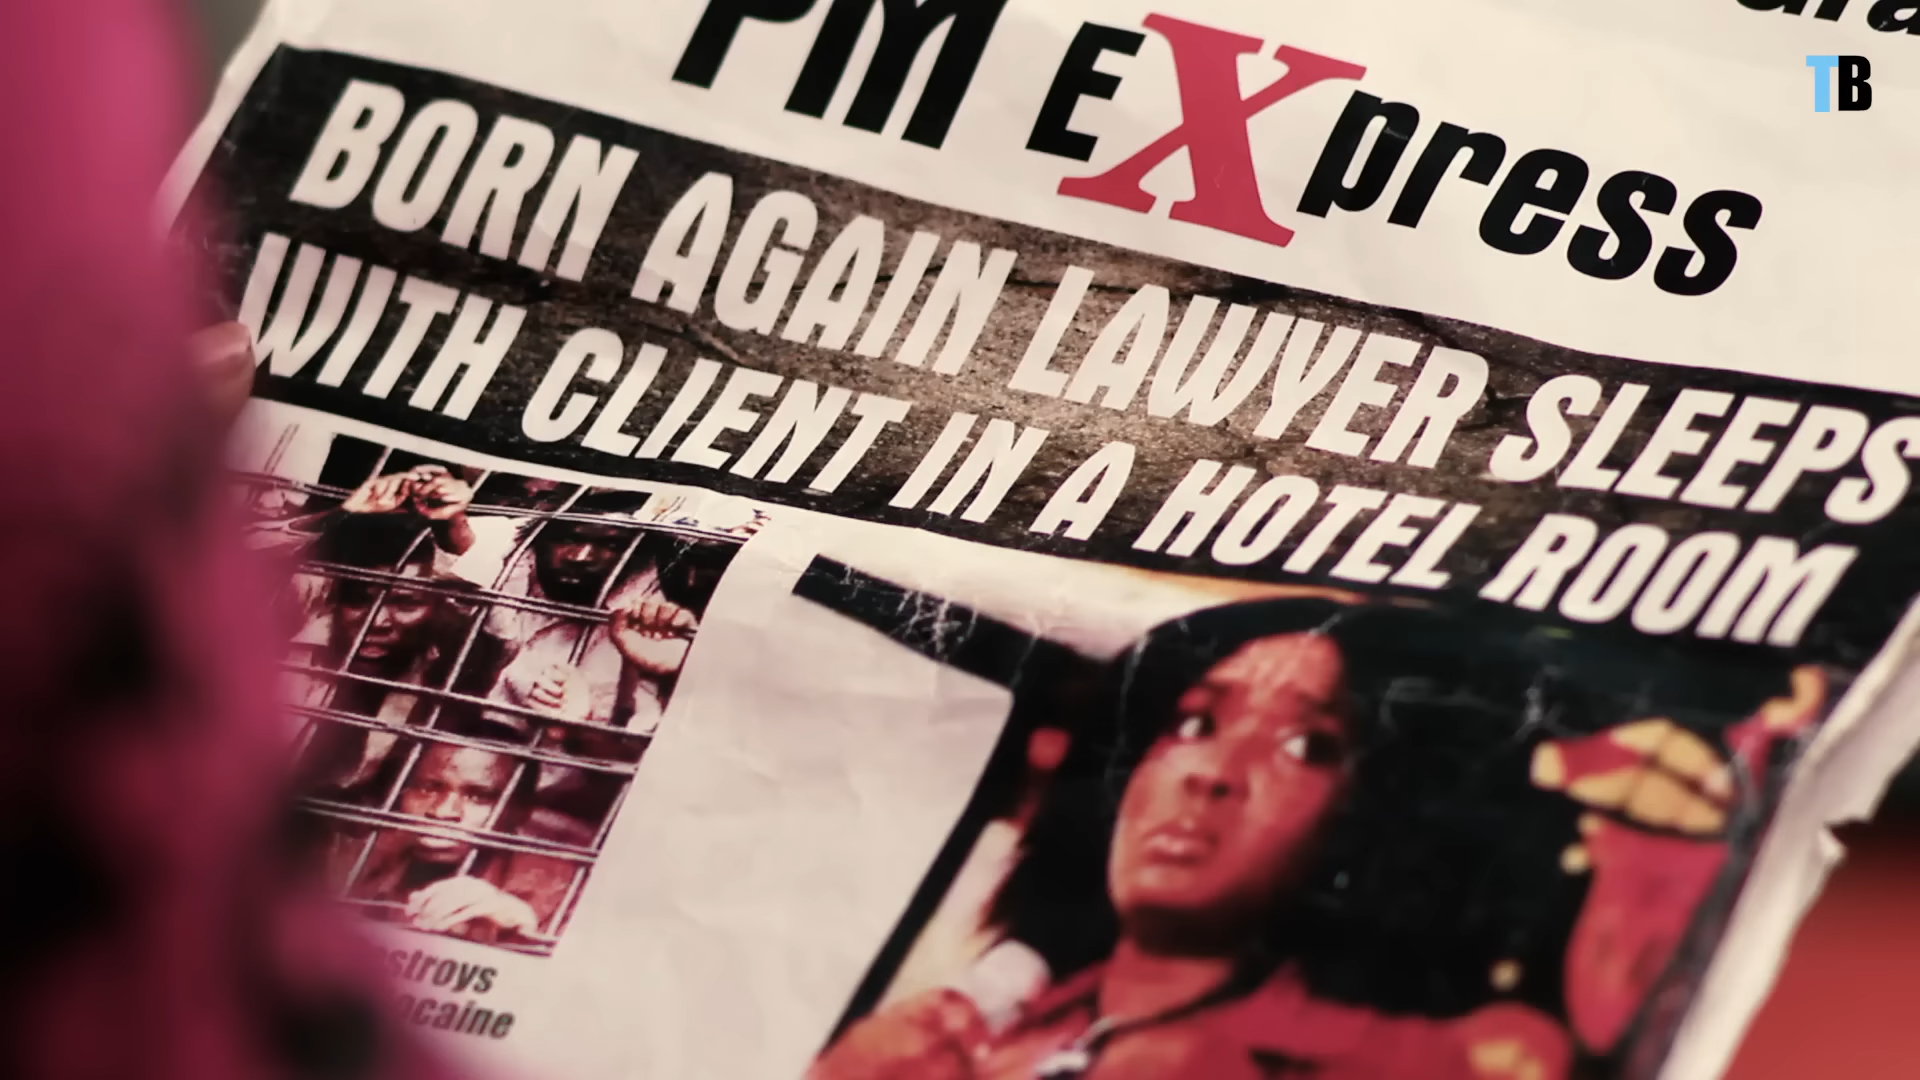 PM EXpress
TB
BORN AGAIN LAWYER SLEEPS
WITH CLIENT IN A HOTEL ROOM